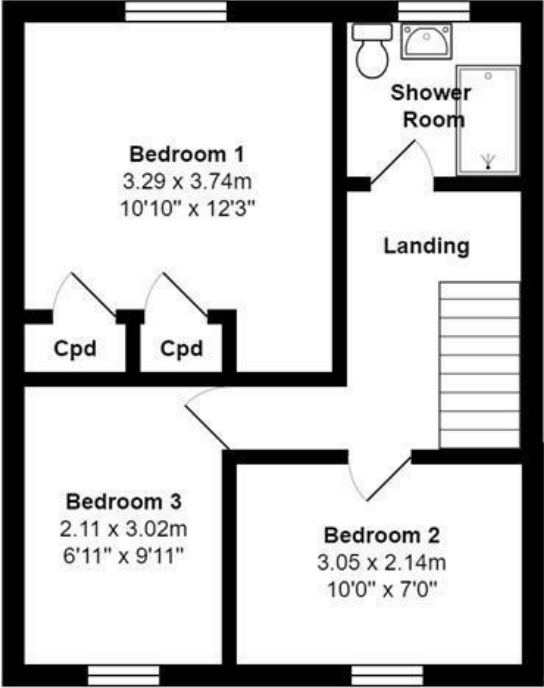 Shower
Room
Bedroom 1
3.29 x 3.74m
10'10" x 12'3"
Landing
Cpd
Cpd
Bedroom 3
2.11 x 3.02m
6'11" x 9'11"
Bedroom 2
3.05 x 2.14m
10'0" x 7'0"